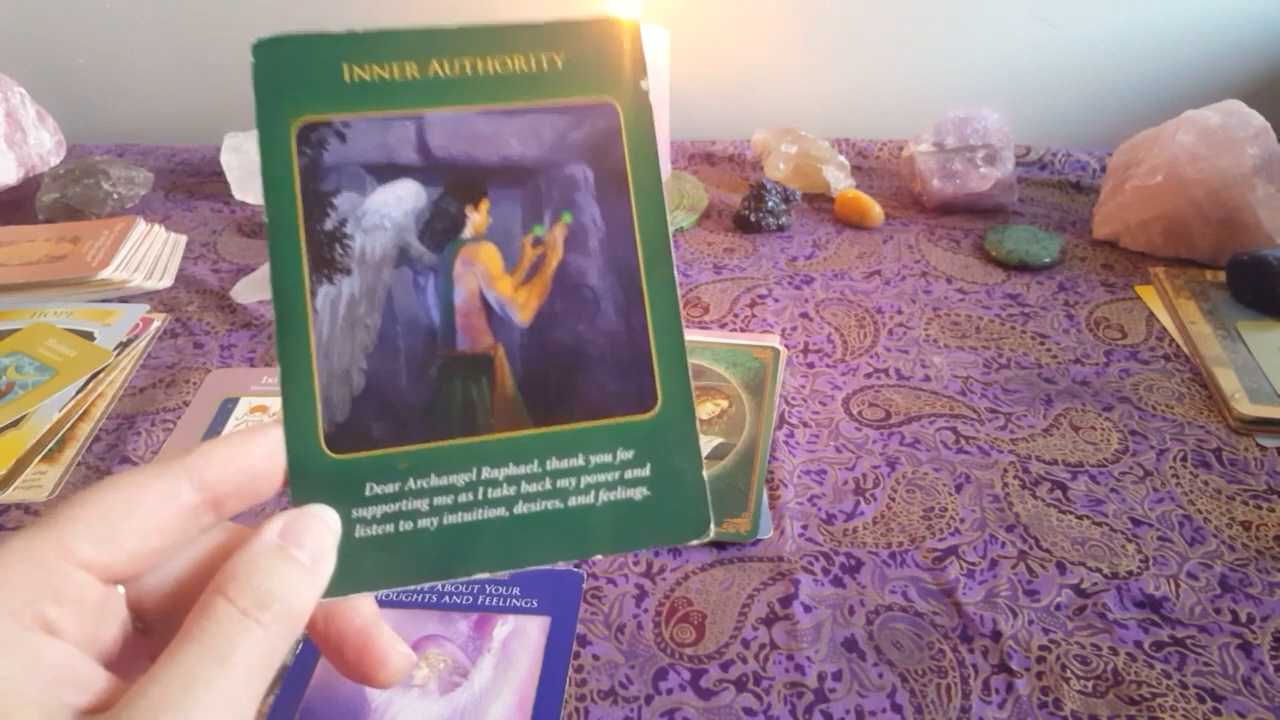 INNER AUTHORITY
Dear Archangel Raphael, thank you for
supporting me as I take back my power and
listen to my intuition, desires, and feelings.
HOPE
ABOUT YOUR
THOUGHTS AND FEELINGS